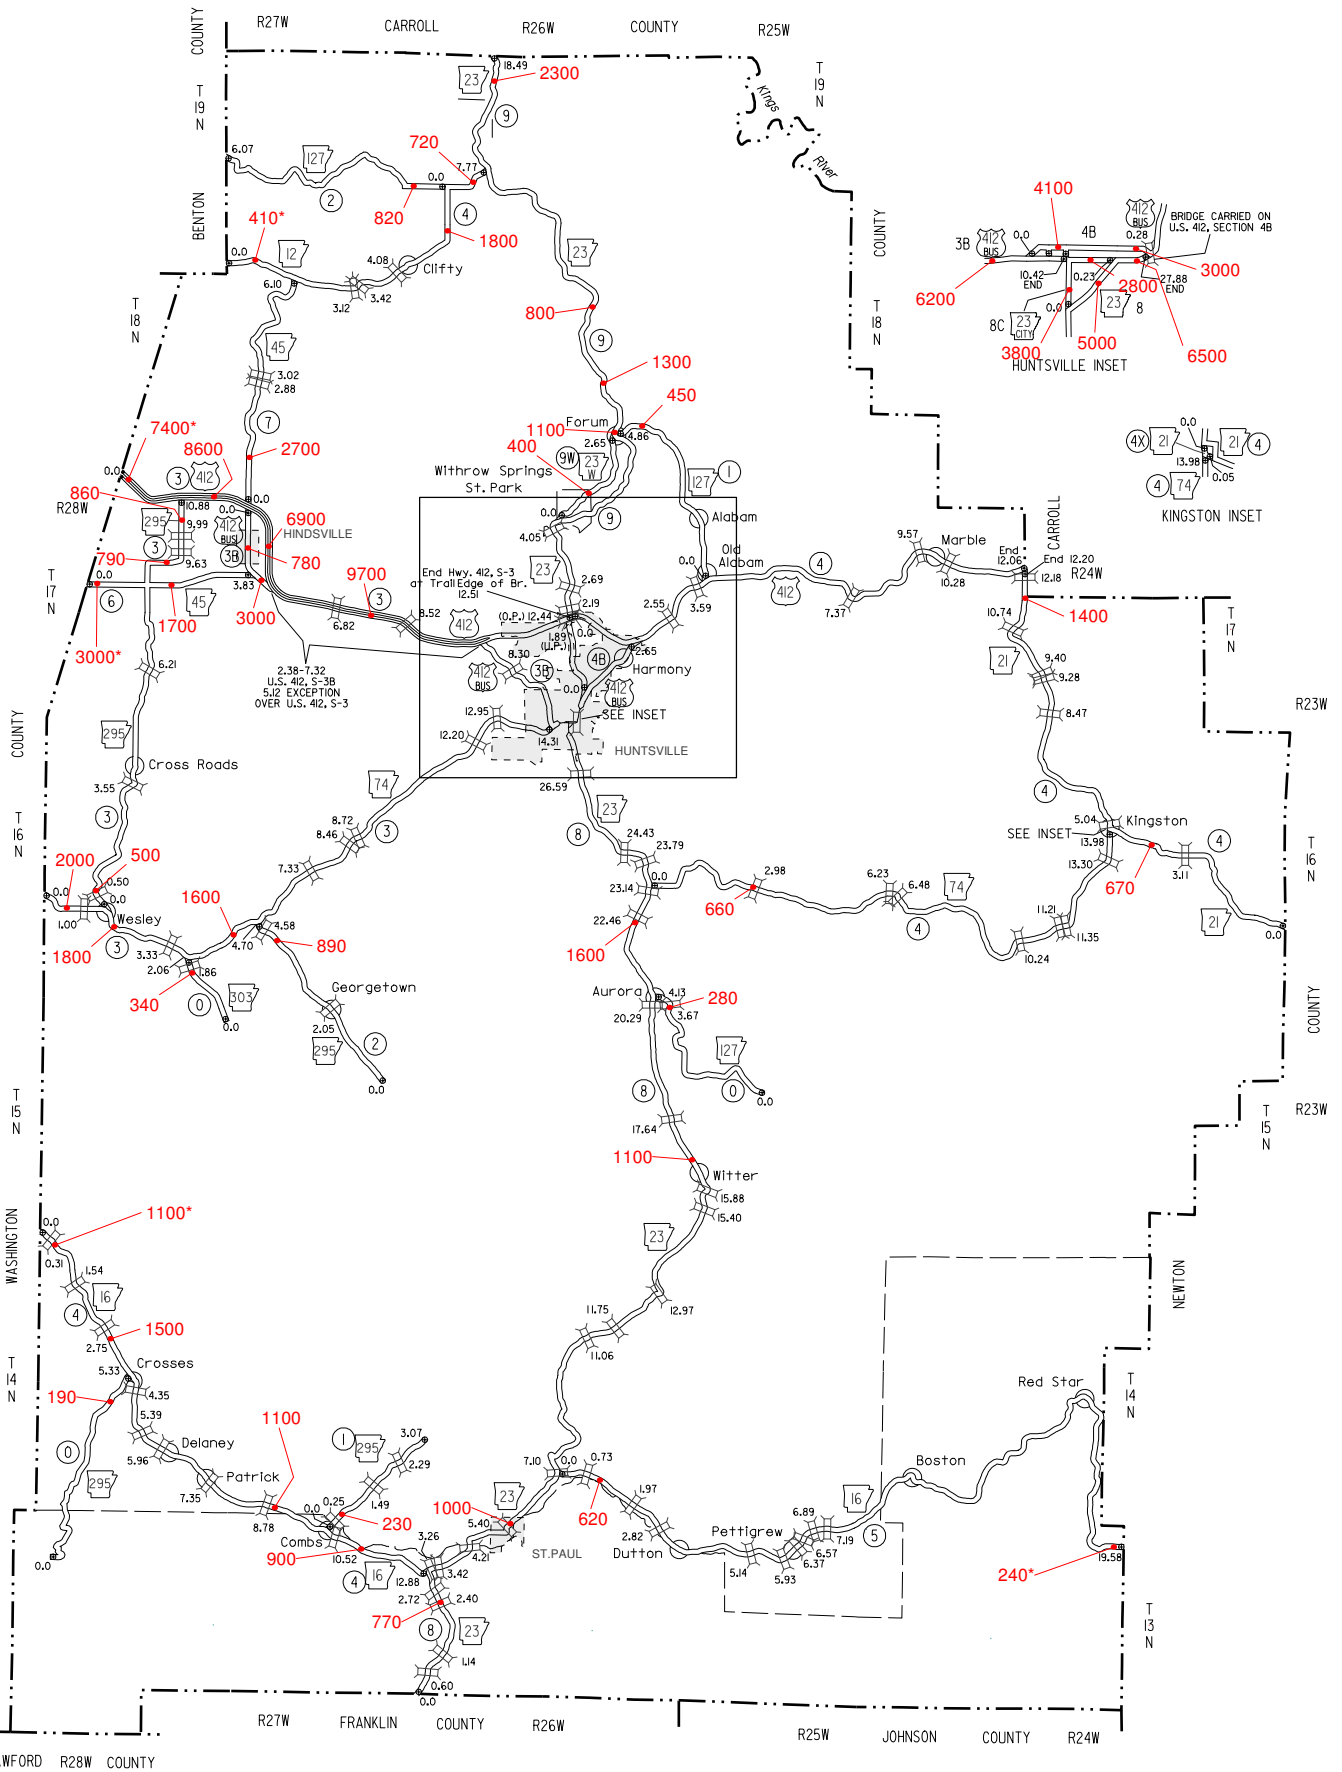 COUNTY
R27W
CARROLL
R26W
COUNTY
R25W
18.49
23
2300
T
19
N
T
19
N
Kings
River
9
720
6.07
127
7.77
0.0
2
820
4
1800
BENTON
410*
12
0.0
4.08
Clifty
3.42
3.12
6.10
23
COUNTY
4100
412
BUS
BRIDGE CARRIED ON
U.S. 412, SECTION 4B
3B
412
BUS
0.0
4B
0.28
10.42
END
0.23
2800
27.88
END
3000
6200
8C
23
CITY
0.0
23
8
3800
5000
6500
HUNTSVILLE INSET
T
18
N
T
18
N
800
9
45
3.02
2.88
1300
450
7
Forum
1100
4.86
2.65
400
9W
23
W
Withrow Springs
St. Park
127
1
0.0
4X
21
21
4
13.98
0.05
4
74
KINGSTON INSET
2700
7400*
8600
0.0
3
412
860
10.88
0.0
0.0
R28W
295
9.99
412
BUS
6900
HINDSVILLE
3
9.63
3B
790
780
0.0
9
4.05
Alabam
Old
Alabam
0.0
4
9.57
Marble
10.28
End
12.06
End 12.20
12.18
CARROLL
R24W
T
17
N
0.0
6
1700
45
3.83
3000
9700
3
3000*
6.82
8.52
412
End Hwy. 412, S-3
at Trail Edge of Br.
12.51
23
2.69
2.19
(O.P.) 12.44
0.0
1.89
(U.P.)
2.55
3.59
412
7.37
10.74
1400
T
17
N
2.38-7.32
U.S. 412, S-3B
5.12 EXCEPTION
OVER U.S. 412, S-3
8.30
3B
412
BUS
4B
2.65
Harmony
0.0
412
BUS
SEE INSET
14.31
HUNTSVILLE
12.95
12.20
26.59
6.21
21
9.40
9.28
8.47
R23W
COUNTY
295
Cross Roads
3.55
3
74
3
8.72
8.46
7.33
23
8
24.43
23.79
4
5.04
Kingston
SEE INSET
13.98
13.30
4
3.11
670
21
0.0
T
16
N
T
16
N
2000
500
0.0
0.50
0.0
Wesley
1.00
1800
3
3.33
1600
4.70
4.58
890
2.06
1.86
340
0
303
0.0
23.14
0.0
2.98
660
22.46
1600
6.23
6.48
74
4
11.21
11.35
10.24
Georgetown
2.05
295
2
0.0
Aurora
4.13
280
20.29
3.67
127
0
0.0
COUNTY
T
15
N
T
15
N
R23W
8
17.64
1100
Witter
15.88
15.40
WASHINGTON
0.0
1100*
0.31
1.54
16
4
1500
2.75
23
12.97
11.75
11.06
NEWTON
T
14
N
5.33
Crosses
4.35
190
5.39
Delaney
5.96
0
295
Patrick
7.35
0.0
T
14
N
Red Star
Boston
1100
8.78
0.0
0.25
1
295
3.07
2.29
1.49
230
Combs
900
10.52
4
16
12.88
3.26
3.42
1000
23
5.40
4.21
ST.PAUL
7.10
0.0
0.73
620
1.97
2.82
Dutton
Pettigrew
5.14
5.93
6.37
6.57
6.89
7.19
16
5
19.58
240*
2.72
2.40
770
8
23
1.14
0.60
0.0
T
13
N
R27W
FRANKLIN
COUNTY
R26W
R25W
JOHNSON
COUNTY
R24W
WFORD
R28W
COUNTY